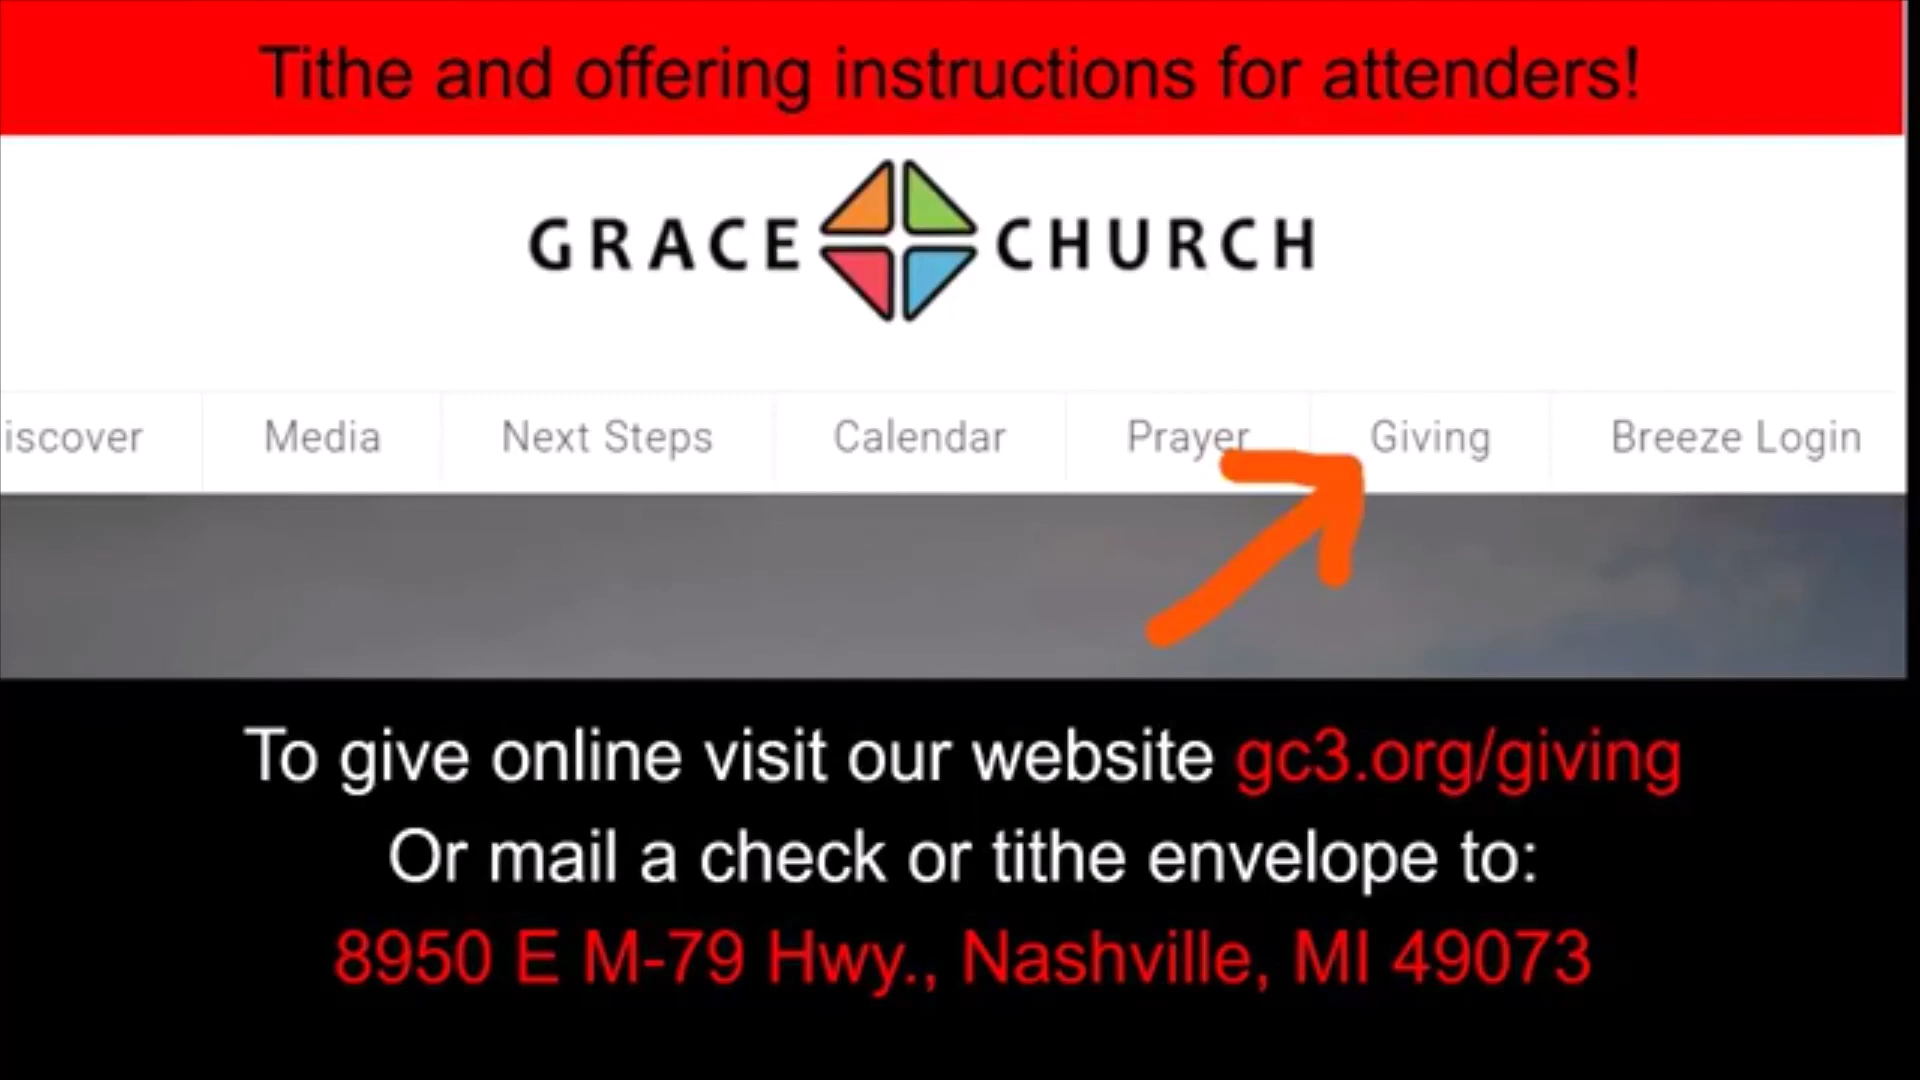 Tithe and offering instructions for attenders!
GRACE CHURCH
iscover Media Next Steps Calendar Prayer Giving Breeze Login
To give online visit our website gc3.org/giving
Or mail a check or tithe envelope to:
8950 E M-79 Hwy., Nashville, MI 49073